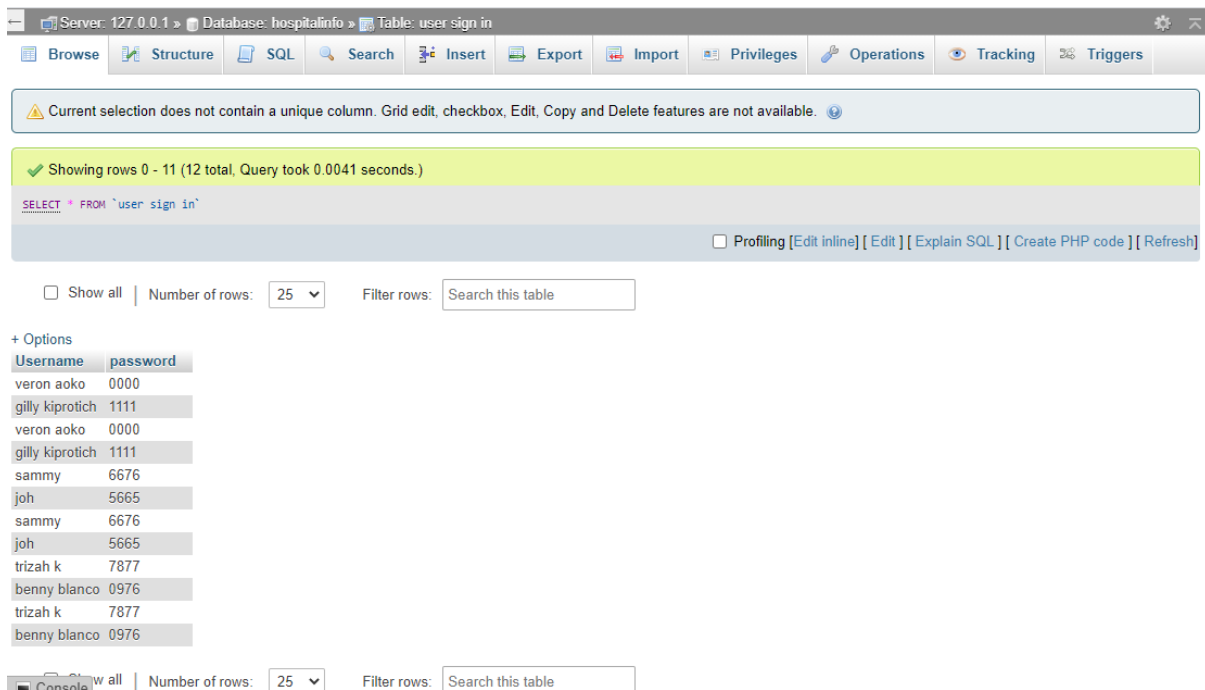 Server: 127.0.0.1 » Database: hospitalinfo » Table: user sign in
Browse Structure SQL Search Insert Export Import Privileges Operations Tracking Triggers
Current selection does not contain a unique column. Grid edit, checkbox, Edit, Copy and Delete features are not available.
Showing rows 0 - 11 (12 total, Query took 0.0041 seconds.)
SELECT * FROM `user sign in`
Profiling [Edit inline] [ Edit ] [ Explain SQL ] [ Create PHP code ] [ Refresh]
Show all | Number of rows: 25 Filter rows: Search this table
+ Options
Username password
veron aoko 0000
gilly kiprotich 1111
veron aoko 0000
gilly kiprotich 1111
sammy 6676
joh 5665
sammy 6676
joh 5665
trizah k 7877
benny blanco 0976
trizah k 7877
benny blanco 0976
w all | Number of rows: 25 Filter rows: Search this table
Console